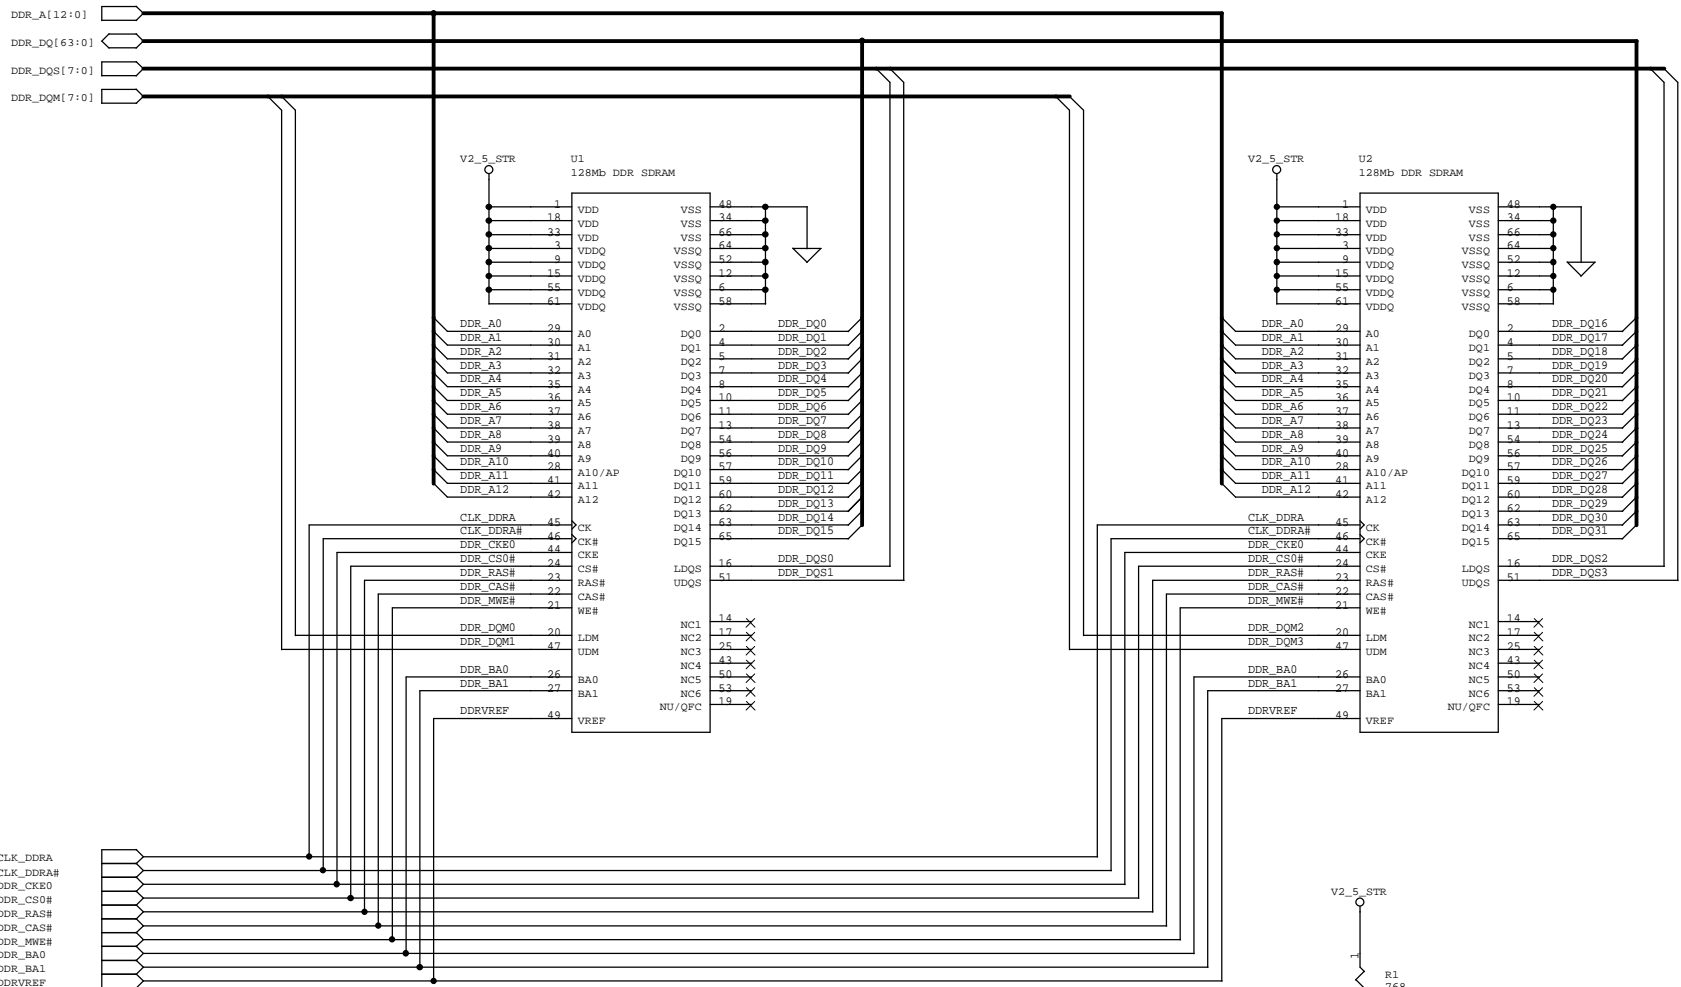 DDR_A[12:0]
DDR_DQ[63:0]
DDR_DQS[7:0]
DDR_DQM[7:0]
V2_5_STR
U1
128Mb DDR SDRAM
1 VDD VSS 48
18 VDD VSS 34
33 VDD VSS 66
3 VDDQ VSSQ 64
9 VDDQ VSSQ 52
15 VDDQ VSSQ 12
55 VDDQ VSSQ 6
61 VDDQ VSSQ 58
DDR_A0 29 A0 DQ0 2 DDR_DQ0
DDR_A1 30 A1 DQ1 4 DDR_DQ1
DDR_A2 31 A2 DQ2 5 DDR_DQ2
DDR_A3 32 A3 DQ3 7 DDR_DQ3
DDR_A4 35 A4 DQ4 8 DDR_DQ4
DDR_A5 36 A5 DQ5 10 DDR_DQ5
DDR_A6 37 A6 DQ6 11 DDR_DQ6
DDR_A7 38 A7 DQ7 13 DDR_DQ7
DDR_A8 39 A8 DQ8 54 DDR_DQ8
DDR_A9 40 A9 DQ9 56 DDR_DQ9
DDR_A10 28 A10/AP DQ10 57 DDR_DQ10
DDR_A11 41 A11 DQ11 59 DDR_DQ11
DDR_A12 42 A12 DQ12 60 DDR_DQ12
DQ13 62 DDR_DQ13
CLK_DDRA 45 CK DQ14 63 DDR_DQ14
CLK_DDRA# 46 CK# DQ15 65 DDR_DQ15
DDR_CKE0 44 CKE
DDR_CS0# 24 CS# LDQS 16 DDR_DQS0
DDR_RAS# 23 RAS# UDQS 51 DDR_DQS1
DDR_CAS# 22 CAS#
DDR_MWE# 21 WE#
NC1 14
DDR_DQM0 20 LDM NC2 17
DDR_DQM1 47 UDM NC3 25
NC4 43
DDR_BA0 26 BA0 NC5 50
DDR_BA1 27 BA1 NC6 53
NU/QFC 19
DDRVREF 49 VREF
V2_5_STR
U2
128Mb DDR SDRAM
1 VDD VSS 48
18 VDD VSS 34
33 VDD VSS 66
3 VDDQ VSSQ 64
9 VDDQ VSSQ 52
15 VDDQ VSSQ 12
55 VDDQ VSSQ 6
61 VDDQ VSSQ 58
DDR_A0 29 A0 DQ0 2 DDR_DQ16
DDR_A1 30 A1 DQ1 4 DDR_DQ17
DDR_A2 31 A2 DQ2 5 DDR_DQ18
DDR_A3 32 A3 DQ3 7 DDR_DQ19
DDR_A4 35 A4 DQ4 8 DDR_DQ20
DDR_A5 36 A5 DQ5 10 DDR_DQ21
DDR_A6 37 A6 DQ6 11 DDR_DQ22
DDR_A7 38 A7 DQ7 13 DDR_DQ23
DDR_A8 39 A8 DQ8 54 DDR_DQ24
DDR_A9 40 A9 DQ9 56 DDR_DQ25
DDR_A10 28 A10/AP DQ10 57 DDR_DQ26
DDR_A11 41 A11 DQ11 59 DDR_DQ27
DDR_A12 42 A12 DQ12 60 DDR_DQ28
DQ13 62 DDR_DQ29
CLK_DDRA 45 CK DQ14 63 DDR_DQ30
CLK_DDRA# 46 CK# DQ15 65 DDR_DQ31
DDR_CKE0 44 CKE
DDR_CS0# 24 CS# LDQS 16 DDR_DQS2
DDR_RAS# 23 RAS# UDQS 51 DDR_DQS3
DDR_CAS# 22 CAS#
DDR_MWE# 21 WE#
NC1 14
DDR_DQM2 20 LDM NC2 17
DDR_DQM3 47 UDM NC3 25
NC4 43
DDR_BA0 26 BA0 NC5 50
DDR_BA1 27 BA1 NC6 53
NU/QFC 19
DDRVREF 49 VREF
CLK_DDRA
CLK_DDRA#
DDR_CKE0
DDR_CS0#
DDR_RAS#
DDR_CAS#
DDR_MWE#
DDR_BA0
DDR_BA1
DDRVREF
V2_5_STR
1
R1
768